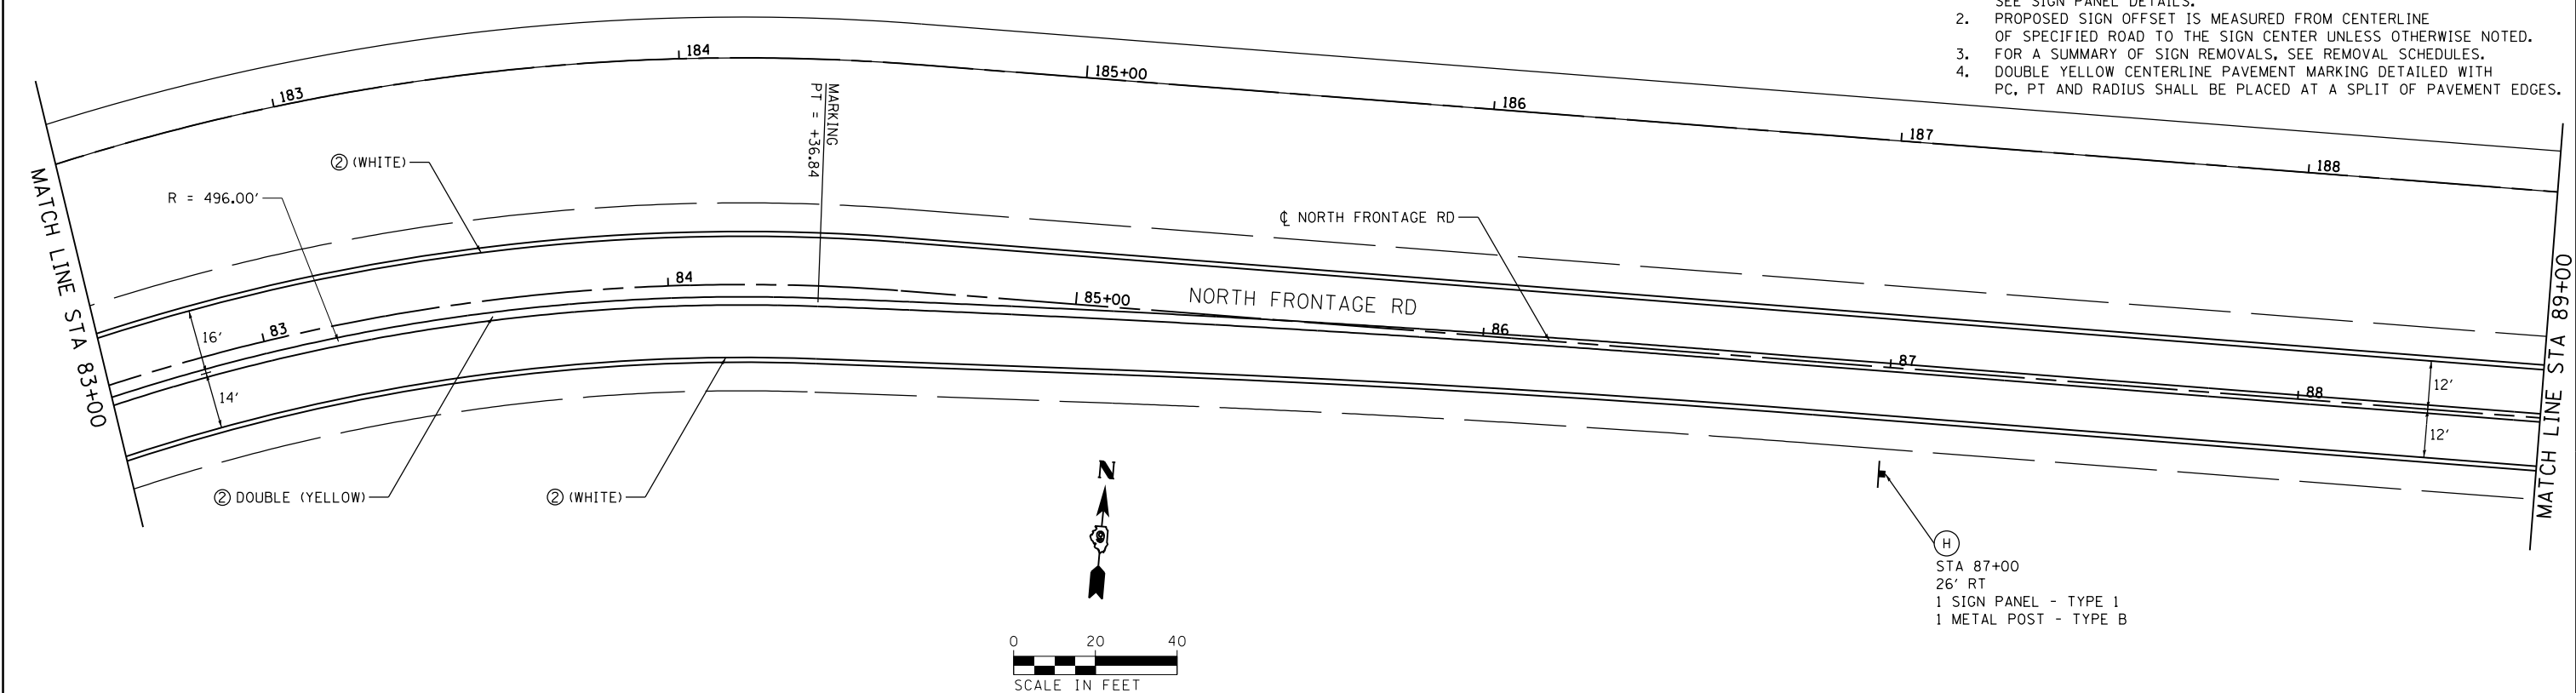 SEE SIGN PANEL DETAILS.
2. PROPOSED SIGN OFFSET IS MEASURED FROM CENTERLINE
OF SPECIFIED ROAD TO THE SIGN CENTER UNLESS OTHERWISE NOTED.
3. FOR A SUMMARY OF SIGN REMOVALS, SEE REMOVAL SCHEDULES.
4. DOUBLE YELLOW CENTERLINE PAVEMENT MARKING DETAILED WITH
PC, PT AND RADIUS SHALL BE PLACED AT A SPLIT OF PAVEMENT EDGES.
183
184
185+00
186
187
188
MARKING
PT = +36.84
MATCH LINE STA 83+00
② (WHITE)
R = 496.00'
℄ NORTH FRONTAGE RD
NORTH FRONTAGE RD
83
84
85+00
86
87
88
16'
14'
12'
12'
MATCH LINE STA 89+00
② DOUBLE (YELLOW)
② (WHITE)
N
H
STA 87+00
26' RT
1 SIGN PANEL - TYPE 1
1 METAL POST - TYPE B
0 20 40
SCALE IN FEET